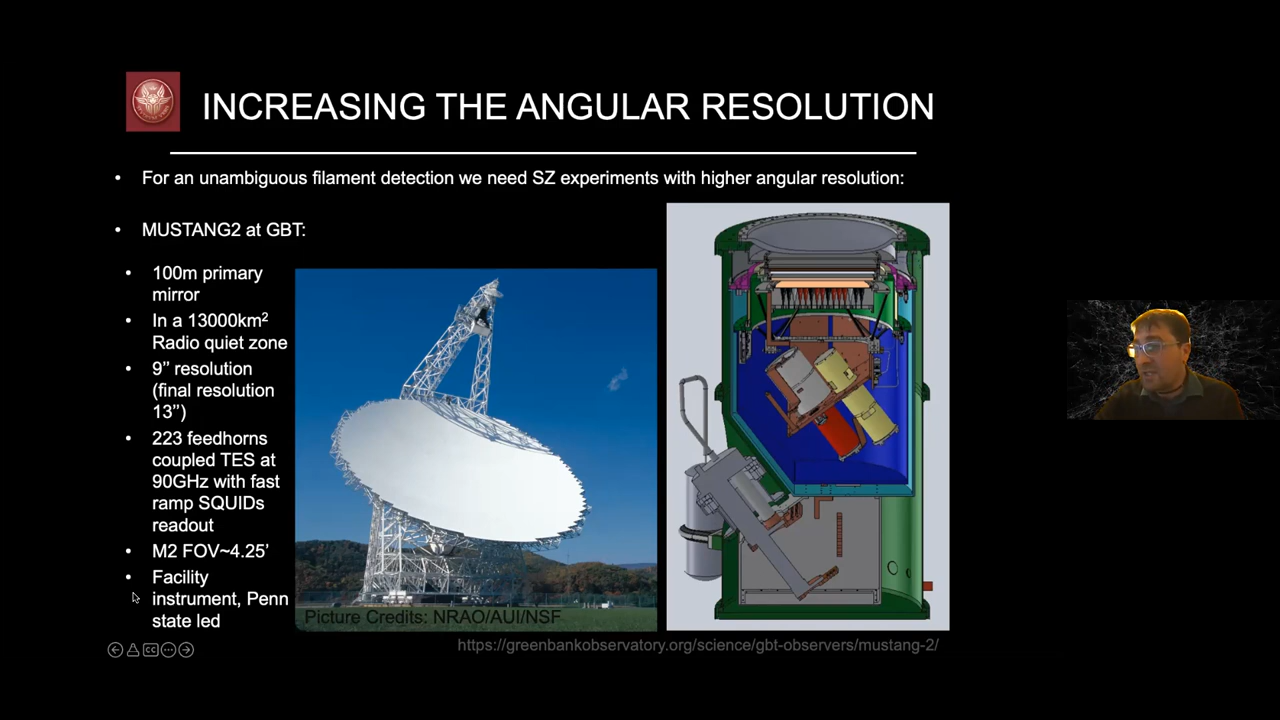 INCREASING THE ANGULAR RESOLUTION
• For an unambiguous filament detection we need SZ experiments with higher angular resolution:
• MUSTANG2 at GBT:
• 100m primary
mirror
• In a 13000km²
Radio quiet zone
• 9’’ resolution
(final resolution
13’’)
• 223 feedhorns
coupled TES at
90GHz with fast
ramp SQUIDs
readout
• M2 FOV~4.25’
• Facility
instrument, Penn
state led
Picture Credits: NRAO/AUI/NSF
https://greenbankobservatory.org/science/gbt-observers/mustang-2/